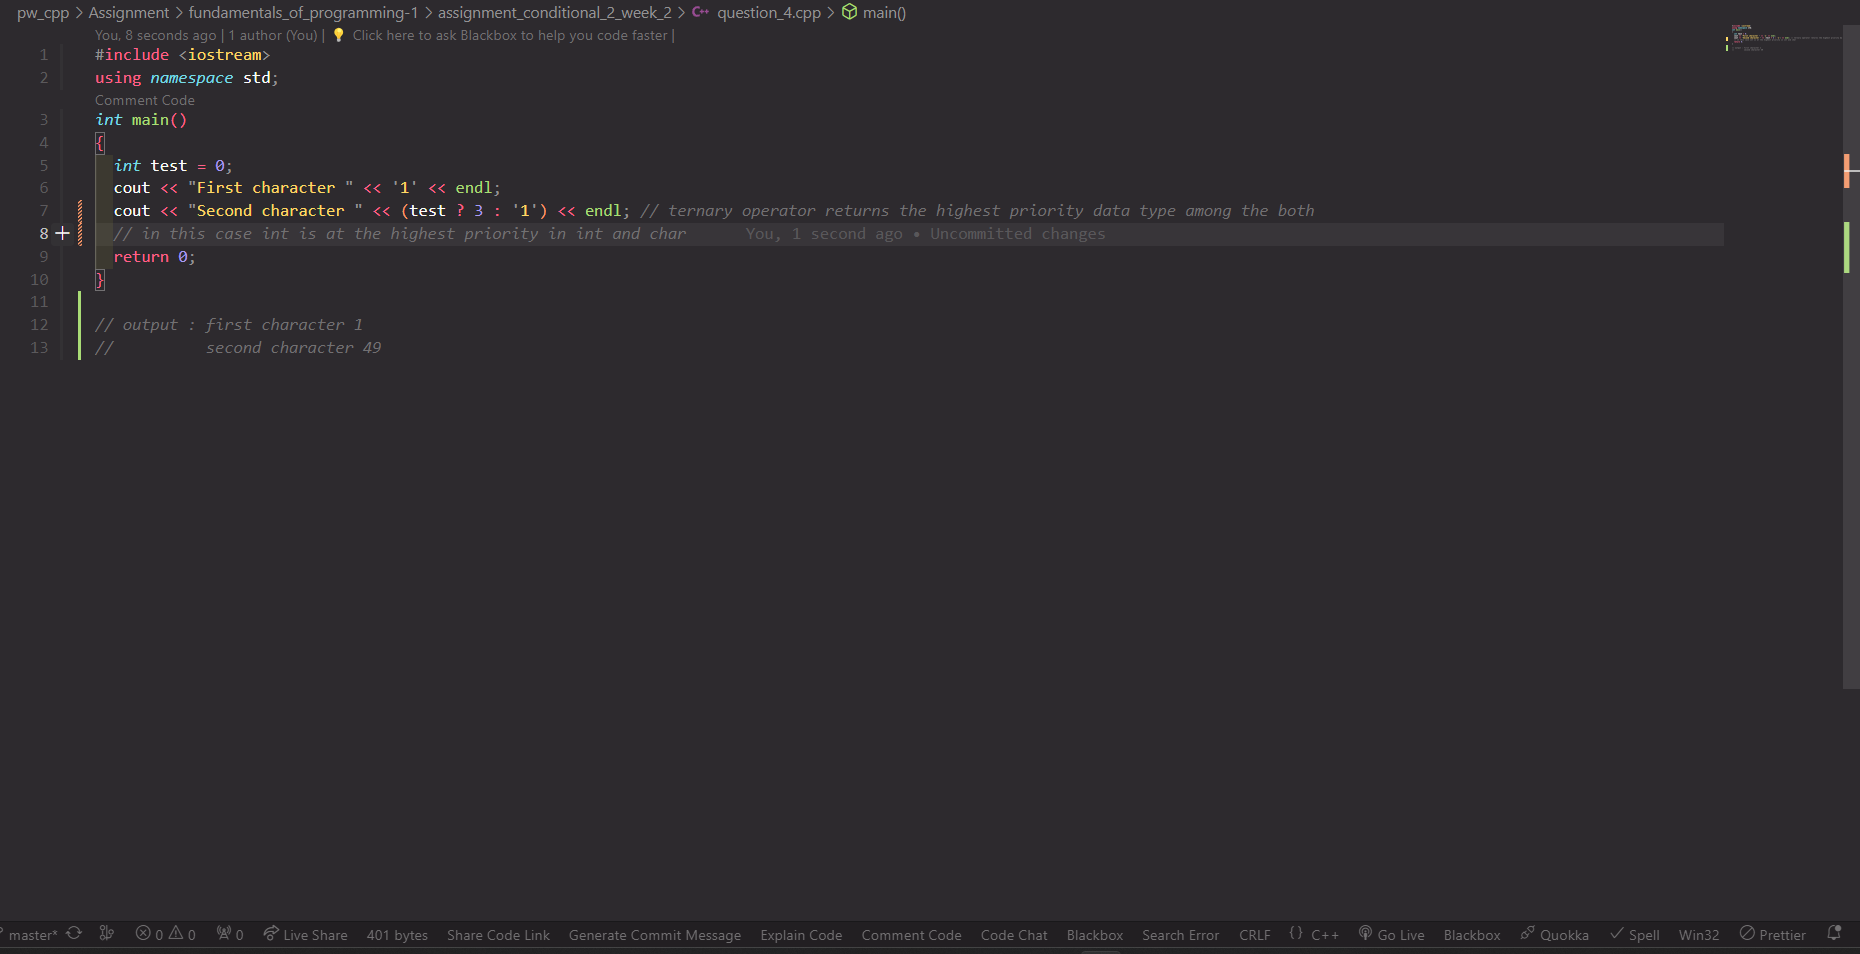 pw_cpp > Assignment > fundamentals_of_programming-1 > assignment_conditional_2_week_2 > C++ question_4.cpp > main()
You, 8 seconds ago | 1 author (You) | 💡 Click here to ask Blackbox to help you code faster |
1 #include <iostream>
2 using namespace std;
Comment Code
3 int main()
4 {
5 int test = 0;
6 cout << "First character " << '1' << endl;
7 cout << "Second character " << (test ? 3 : '1') << endl; // ternary operator returns the highest priority data type among the both
8 // in this case int is at the highest priority in int and char You, 1 second ago • Uncommitted changes
9 return 0;
10 }
11
12 // output : first character 1
13 // second character 49
master* 0 0 0 Live Share 401 bytes Share Code Link Generate Commit Message Explain Code Comment Code Code Chat Blackbox Search Error CRLF {} C++ Go Live Blackbox Quokka Spell Win32 Prettier